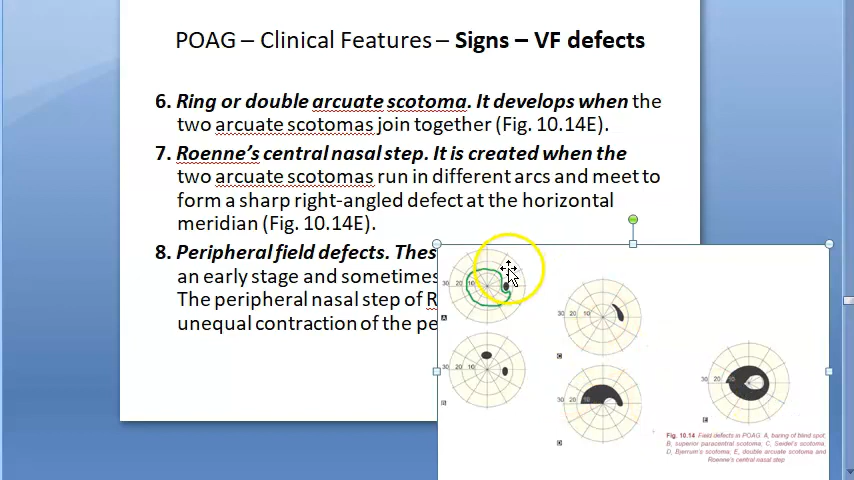 POAG – Clinical Features – Signs – VF defects
6. Ring or double arcuate scotoma. It develops when the
two arcuate scotomas join together (Fig. 10.14E).
7. Roenne's central nasal step. It is created when the
two arcuate scotomas run in different arcs and meet to
form a sharp right-angled defect at the horizontal
meridian (Fig. 10.14E).
8. Peripheral field defects. Thes
an early stage and sometimes
The peripheral nasal step of R
unequal contraction of the pe
30 20 10
30 20 10
30 20 10
30 20 10
30 20 10
Fig. 10.14 Field defects in POAG. A, baring of blind spot;
B, superior paracentral scotoma; C, Seidel's scotoma;
D, Bjerrum's scotoma; E, double arcuate scotoma and
Roenne's central nasal step